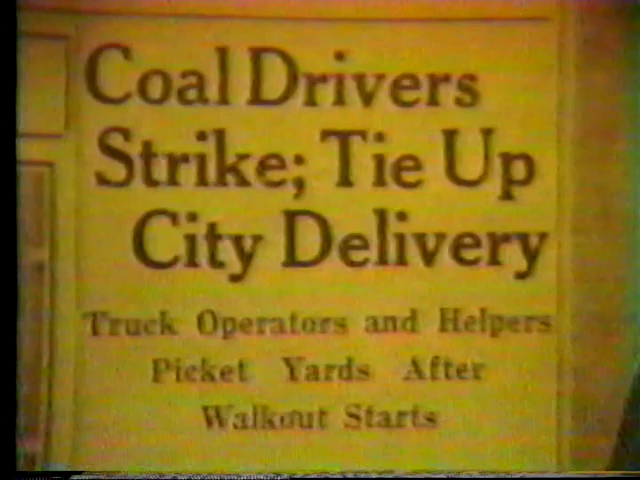 Coal Drivers
Strike; Tie Up
City Delivery
Truck Operators and Helpers
Picket Yards After
Walkout Starts